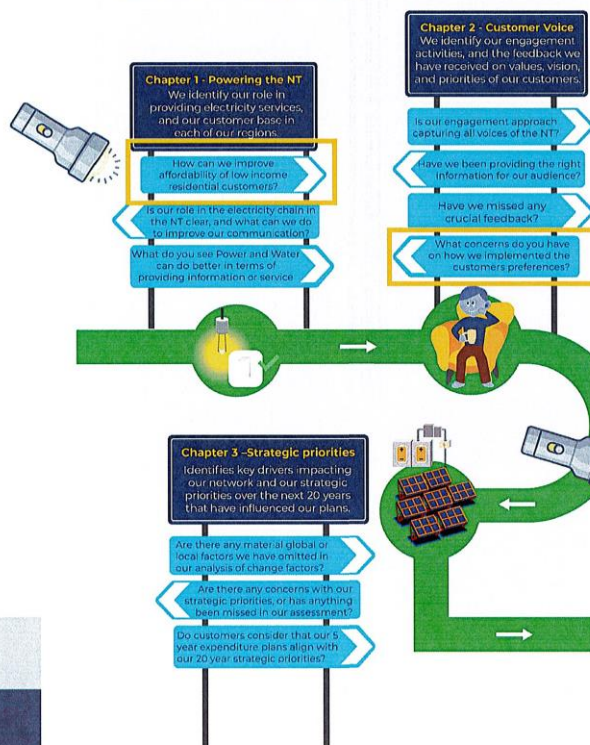 Chapter 1 - Powering the NT
We identify our role in
providing electricity services,
and our customer base in
each of our regions.
How can we improve
affordability of low income
residential customers?
Is our role in the electricity chain in
the NT clear, and what can we do
to improve our communication?
What do you see Power and Water
can do better in terms of
providing information or service
Chapter 2 - Customer Voice
We identify our engagement
activities, and the feedback we
have received on values, vision,
and priorities of our customers.
Is our engagement approach
capturing all voices of the NT?
Have we been providing the right
information for our audience?
Have we missed any
crucial feedback?
What concerns do you have
on how we implemented the
customers preferences?
Chapter 3 -Strategic priorities
Identifies key drivers impacting
our network and our strategic
priorities over the next 20 years
that have influenced our plans.
Are there any material global or
local factors we have omitted in
our analysis of change factors?
Are there any concerns with our
strategic priorities, or has anything
been missed in our assessment?
Do customers consider that our 5
year expenditure plans align with
our 20 year strategic priorities?